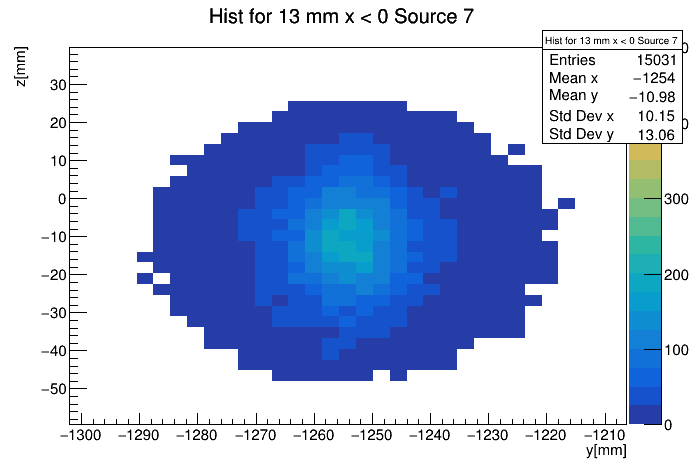 Hist for 13 mm x < 0 Source 7
z[mm]
Hist for 13 mm x < 0 Source 7
Entries 15031
Mean x −1254
Mean y −10.98
Std Dev x 10.15
Std Dev y 13.06
30
20
10
0
−10
−20
−30
−40
−50
300
200
100
0
−1300 −1290 −1280 −1270 −1260 −1250 −1240 −1230 −1220 −1210
y[mm]